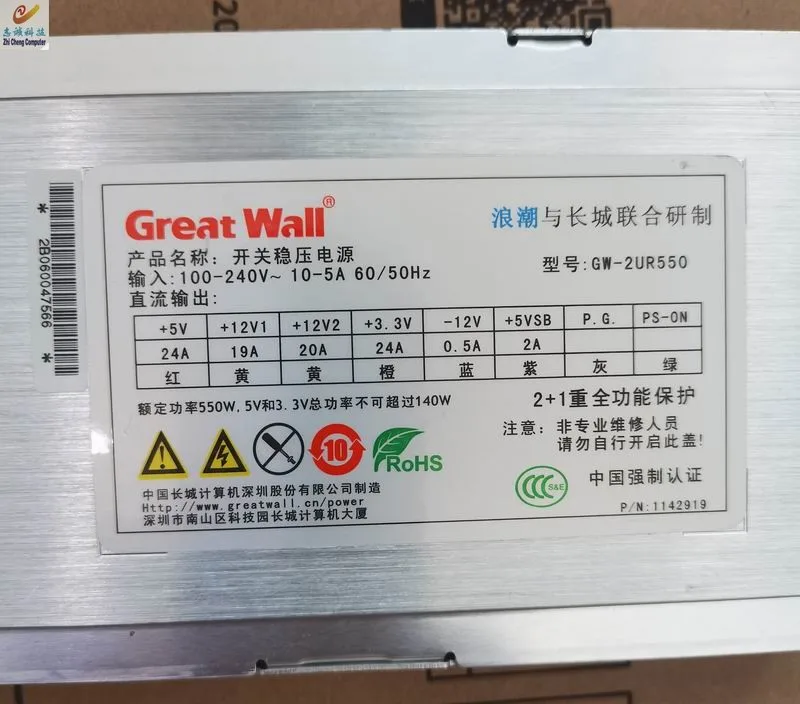 志诚科技
Zhi Cheng Computer
20
* 2B060047566 *
Great Wall®
浪潮与长城联合研制
产品名称: 开关稳压电源
型号: GW-2UR550
输入: 100-240V~ 10-5A 60/50Hz
直流输出:
+5V +12V1 +12V2 +3.3V -12V +5VSB P.G. PS-ON
24A 19A 20A 24A 0.5A 2A
红 黄 黄 橙 蓝 紫 灰 绿
额定功率550W, 5V和3.3V总功率不可超过140W
2+1重全功能保护
注意: 非专业维修人员
请勿自行开启此盖!
10
RoHS
CCC S&E
中国强制认证
中国长城计算机深圳股份有限公司制造
Http://www.greatwall.cn/power
深圳市南山区科技园长城计算机大厦
P/N:1142919